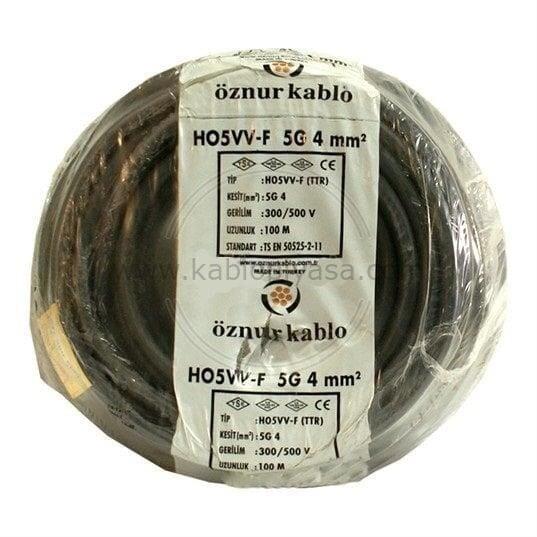 öznur kablo
HO5VV-F 5G 4 mm²
TSE CE
TİP :HO5VV-F (TTR)
KESİT(mm²) :5G 4
GERİLİM :300/500 V
UZUNLUK :100 M
STANDART :TS EN 50525-2-11
www.oznurkablo.com.tr
MADE IN TURKEY
öznur kablo
HO5VV-F 5G 4 mm²
TSE CE
TİP :HO5VV-F (TTR)
KESİT(mm²) :5G 4
GERİLİM :300/500 V
UZUNLUK :100 M